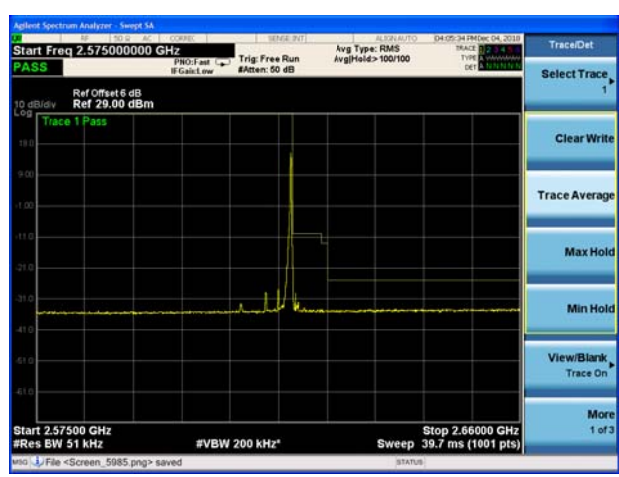 Agilent Spectrum Analyzer - Swept SA
RF 50 Ω AC CORREC SENSE:INT ALIGN AUTO 04:05:34 PM Dec 04, 2018
Start Freq 2.575000000 GHz
Avg Type: RMS
TRACE 1 2 3 4 5 6
PASS
PNO: Fast
Trig: Free Run
Avg|Hold:>100/100
TYPE
IFGain:Low
#Atten: 50 dB
DET A N N N N N
Ref Offset 6 dB
10 dB/div Ref 29.00 dBm
Log
Trace 1 Pass
19.0
9.00
-1.00
-11.0
-21.0
-31.0
-41.0
-51.0
-61.0
Start 2.57500 GHz
Stop 2.66000 GHz
#Res BW 51 kHz
#VBW 200 kHz*
Sweep 39.7 ms (1001 pts)
MSG File <Screen_5985.png> saved
STATUS
Trace/Det
Select Trace
1
Clear Write
Trace Average
Max Hold
Min Hold
View/Blank
Trace On
More
1 of 3